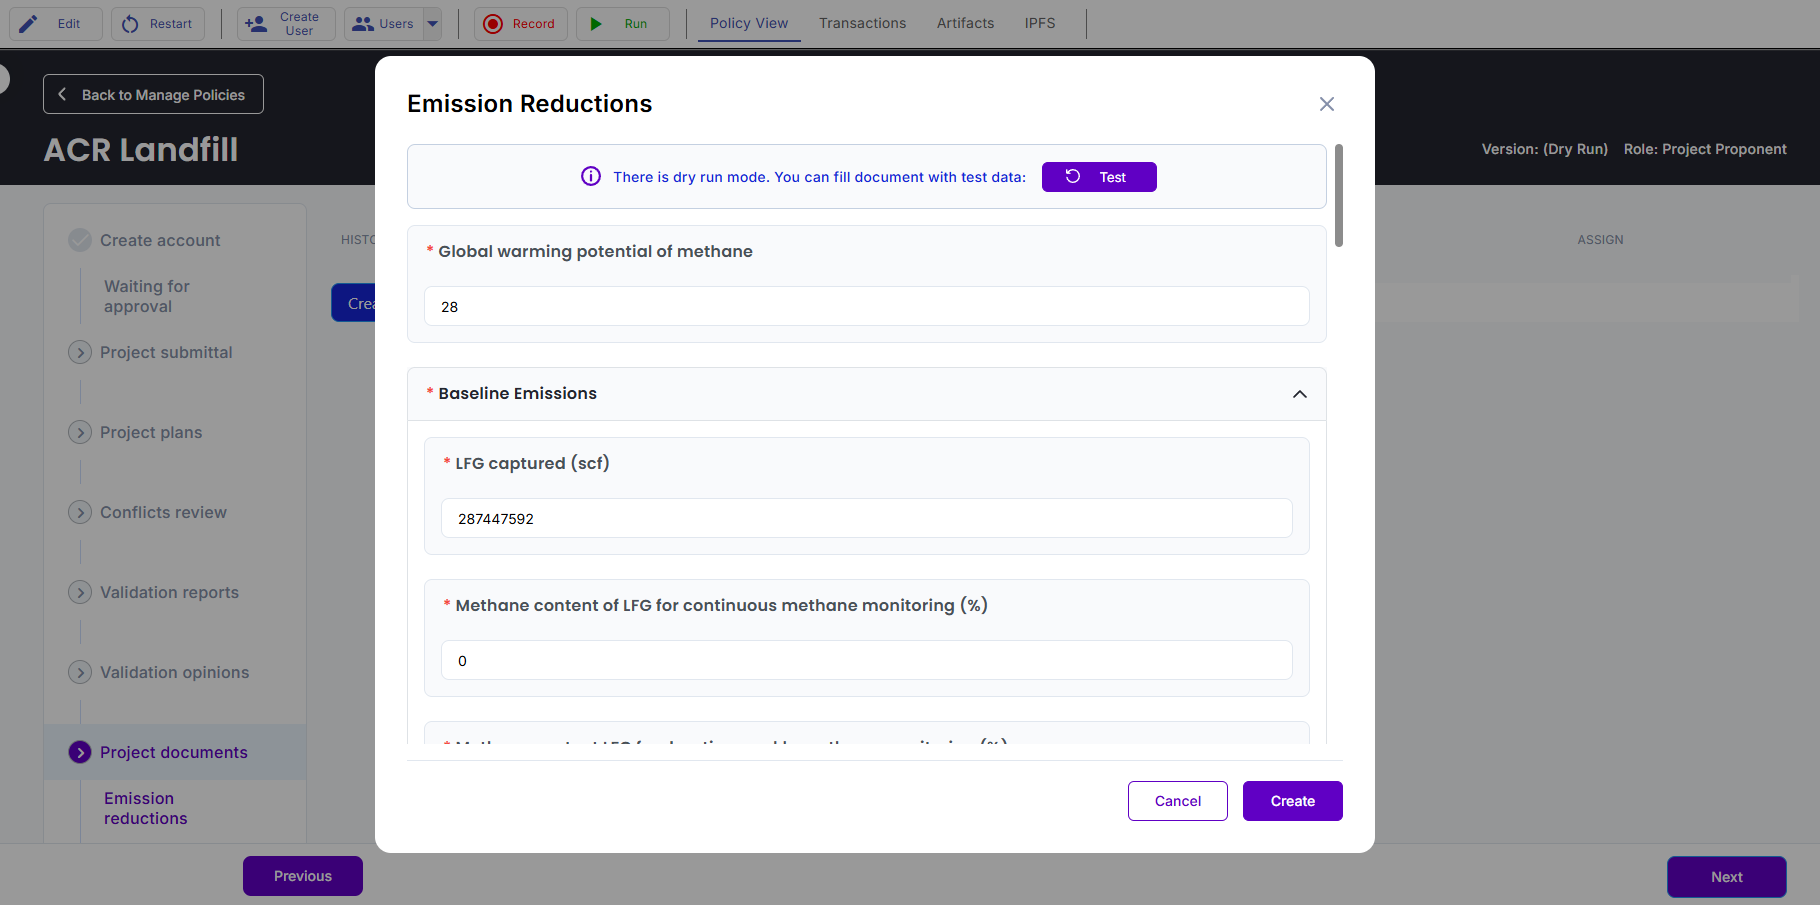 Edit
Restart
Create
User
Users
Record
Run
Policy View
Transactions
Artifacts
IPFS
Back to Manage Policies
ACR Landfill
Version: (Dry Run) Role: Project Proponent
Create account
Waiting for
approval
Project submittal
Project plans
Conflicts review
Validation reports
Validation opinions
Project documents
Emission
reductions
HISTO
ASSIGN
Crea
Emission Reductions
There is dry run mode. You can fill document with test data:
Test
* Global warming potential of methane
28
* Baseline Emissions
* LFG captured (scf)
287447592
* Methane content of LFG for continuous methane monitoring (%)
0
Cancel
Create
Previous
Next